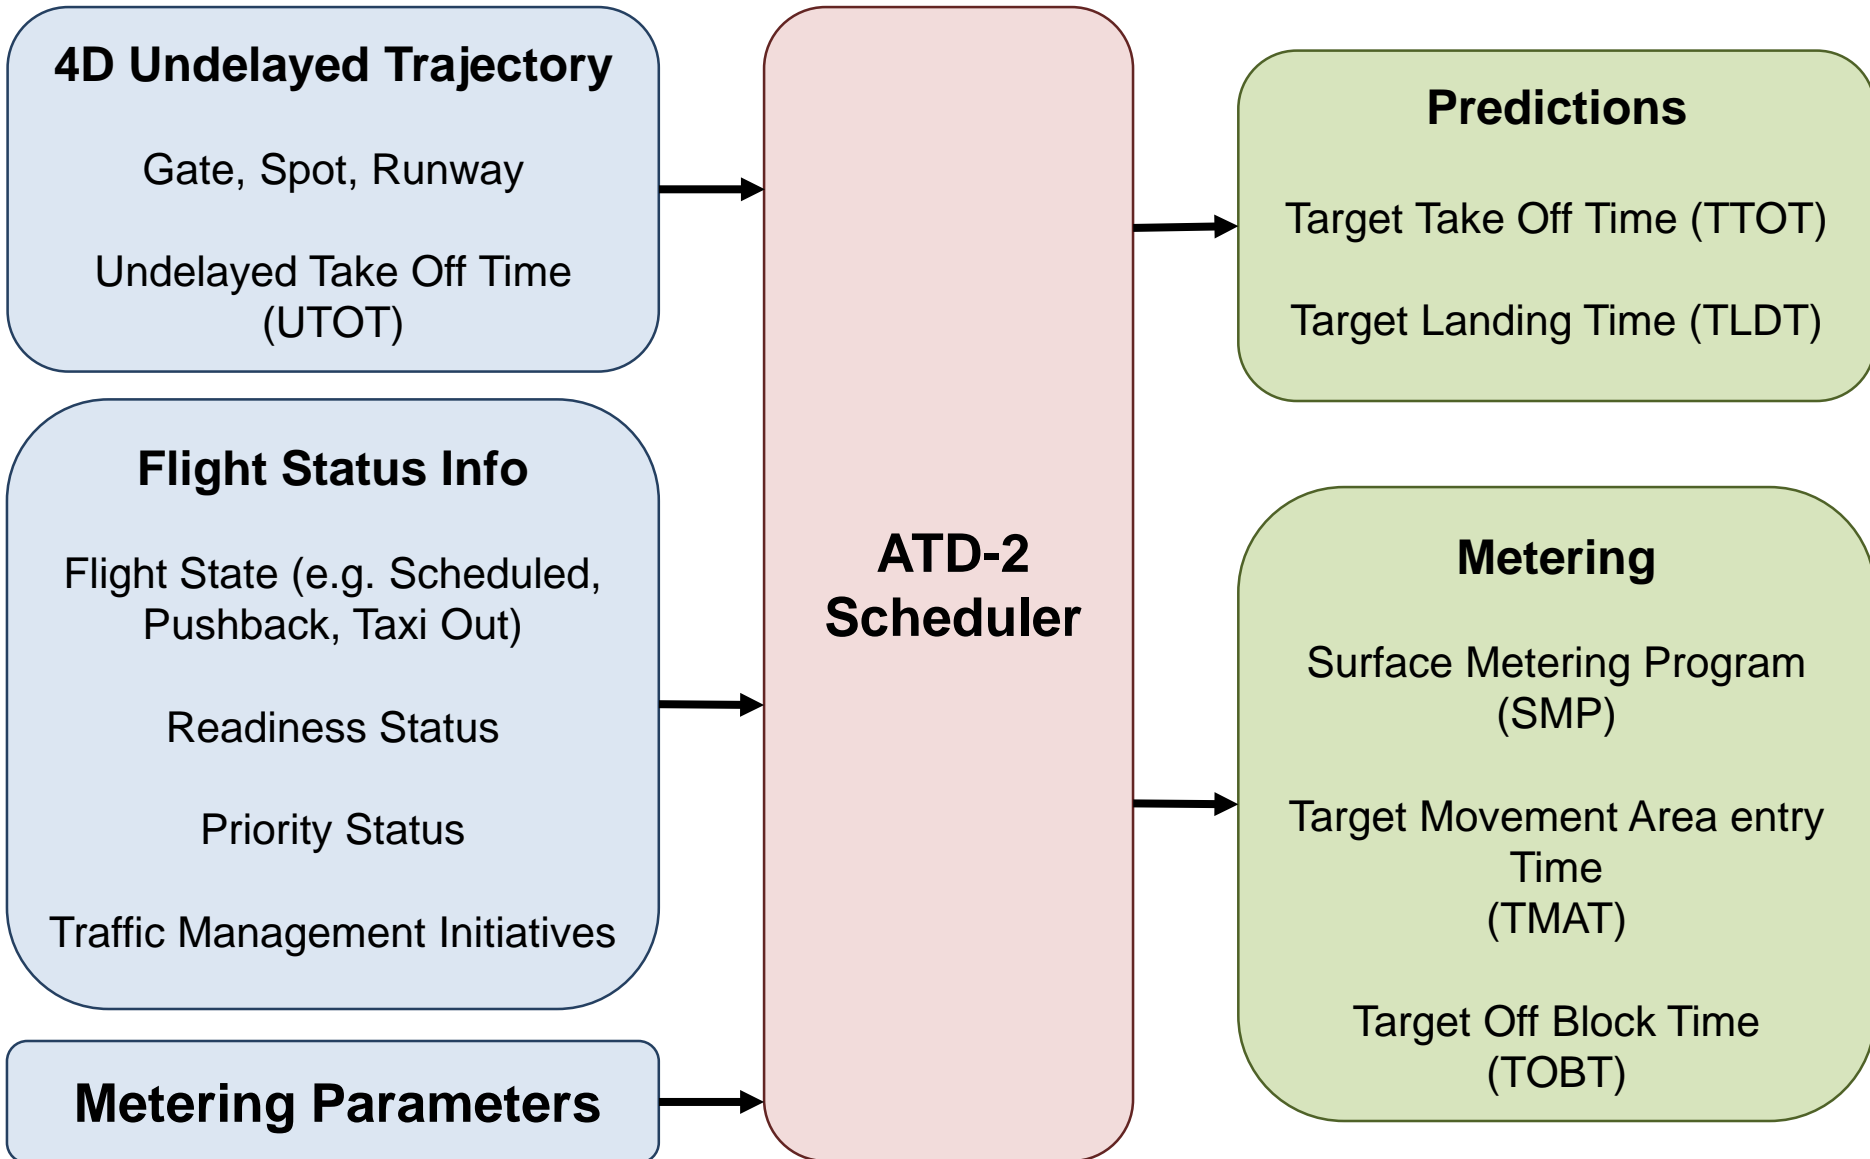 4D Undelayed Trajectory
Gate, Spot, Runway
Undelayed Take Off Time
(UTOT)
Flight Status Info
Flight State (e.g. Scheduled,
Pushback, Taxi Out)
Readiness Status
Priority Status
Traffic Management Initiatives
Metering Parameters
ATD-2
Scheduler
Predictions
Target Take Off Time (TTOT)
Target Landing Time (TLDT)
Metering
Surface Metering Program
(SMP)
Target Movement Area entry
Time
(TMAT)
Target Off Block Time
(TOBT)